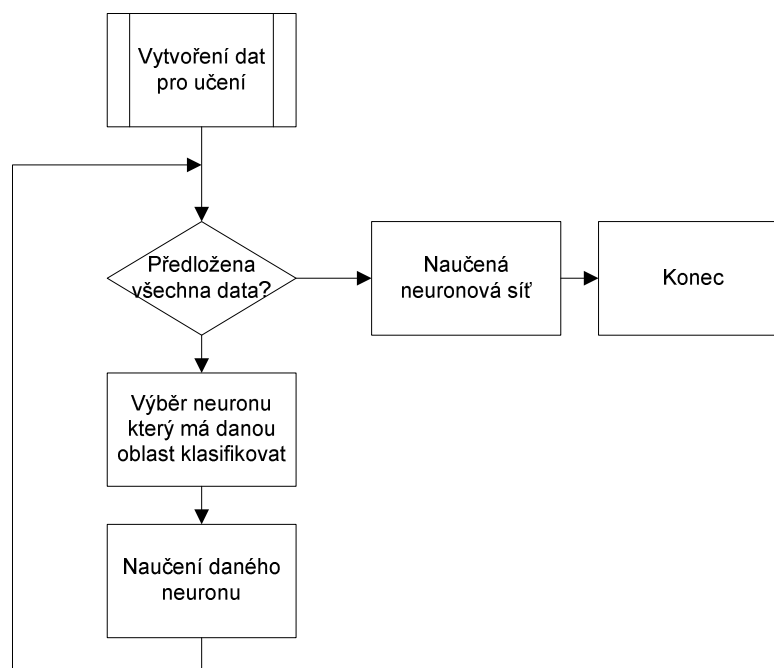 Vytvoření dat
pro učení
Předložena
všechna data?
Naučená
neuronová síť
Konec
Výběr neuronu
který má danou
oblast klasifikovat
Naučení daného
neuronu